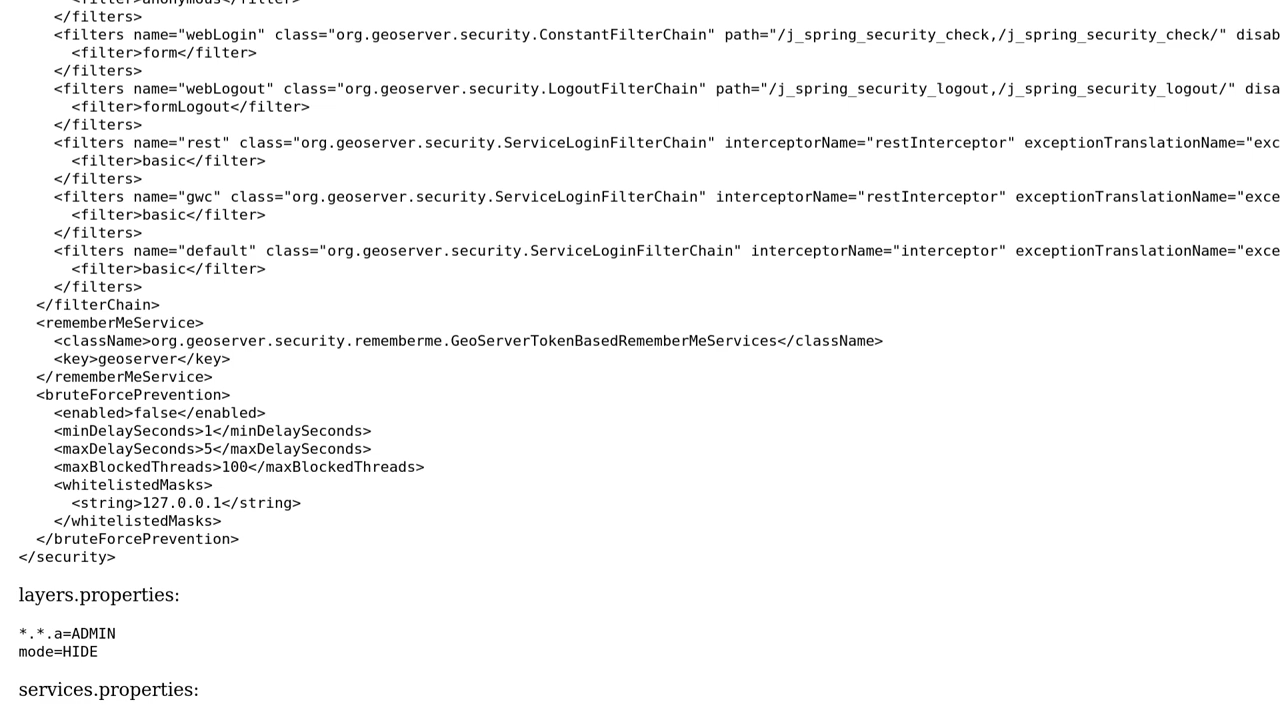 <filter>anonymous</filter>
</filters>
<filters name="webLogin" class="org.geoserver.security.ConstantFilterChain" path="/j_spring_security_check,/j_spring_security_check/" disab
<filter>form</filter>
</filters>
<filters name="webLogout" class="org.geoserver.security.LogoutFilterChain" path="/j_spring_security_logout,/j_spring_security_logout/" disa
<filter>formLogout</filter>
</filters>
<filters name="rest" class="org.geoserver.security.ServiceLoginFilterChain" interceptorName="restInterceptor" exceptionTranslationName="exc
<filter>basic</filter>
</filters>
<filters name="gwc" class="org.geoserver.security.ServiceLoginFilterChain" interceptorName="restInterceptor" exceptionTranslationName="exce
<filter>basic</filter>
</filters>
<filters name="default" class="org.geoserver.security.ServiceLoginFilterChain" interceptorName="interceptor" exceptionTranslationName="exce
<filter>basic</filter>
</filters>
</filterChain>
<rememberMeService>
<className>org.geoserver.security.rememberme.GeoServerTokenBasedRememberMeServices</className>
<key>geoserver</key>
</rememberMeService>
<bruteForcePrevention>
<enabled>false</enabled>
<minDelaySeconds>1</minDelaySeconds>
<maxDelaySeconds>5</maxDelaySeconds>
<maxBlockedThreads>100</maxBlockedThreads>
<whitelistedMasks>
<string>127.0.0.1</string>
</whitelistedMasks>
</bruteForcePrevention>
</security>
layers.properties:
*.*.a=ADMIN
mode=HIDE
services.properties: